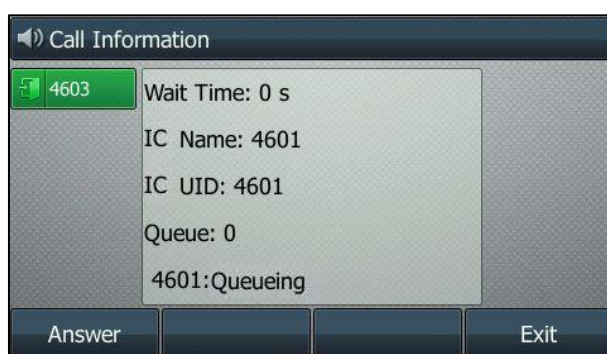 Call Information
4603
Wait Time: 0 s
IC Name: 4601
IC UID: 4601
Queue: 0
4601:Queueing
Answer
Exit